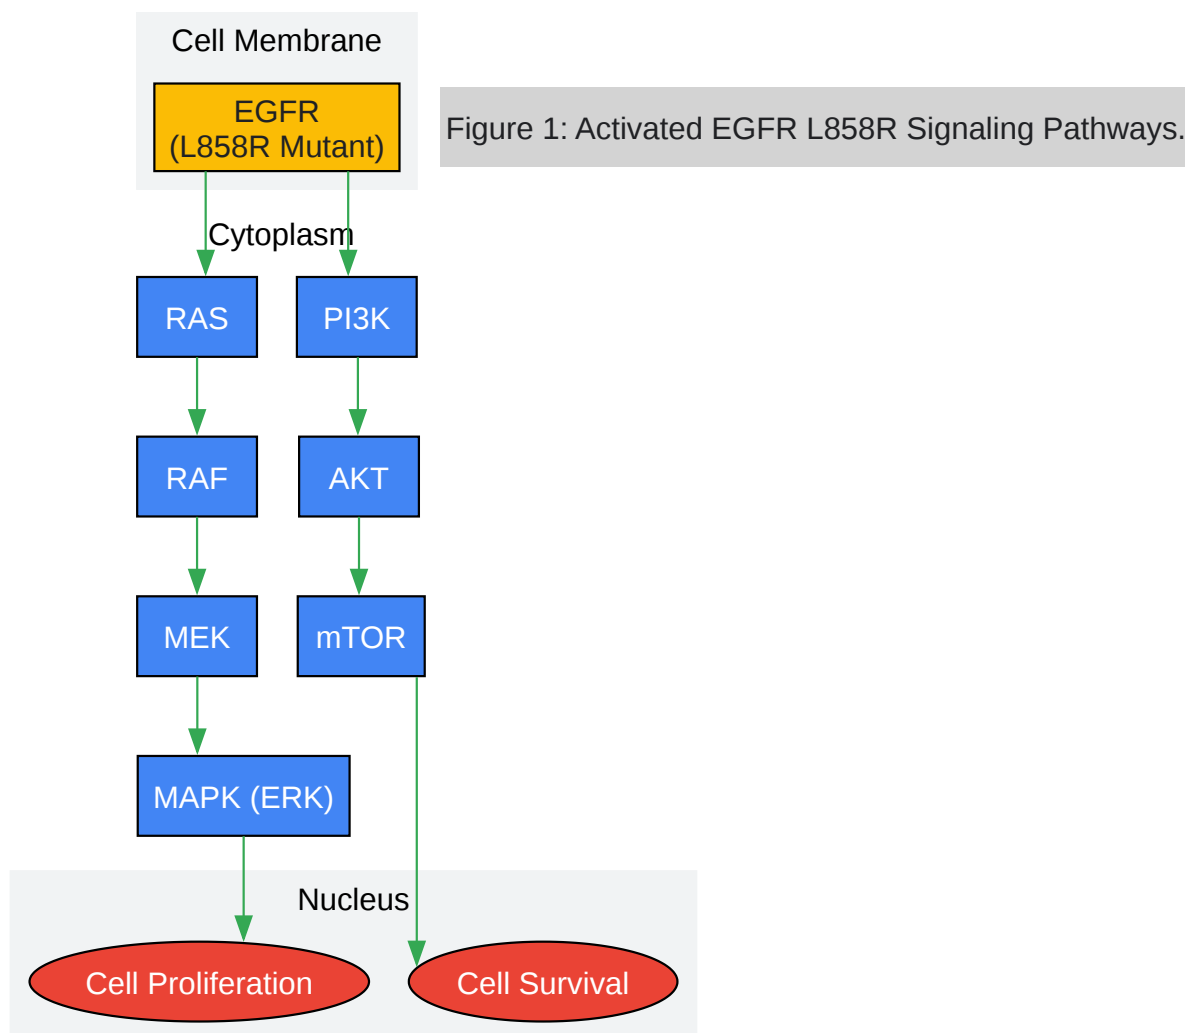 Cell Membrane
EGFR
(L858R Mutant)
Figure 1: Activated EGFR L858R Signaling Pathways.
Cytoplasm
RAS
PI3K
RAF
AKT
MEK
mTOR
MAPK (ERK)
Nucleus
Cell Proliferation
Cell Survival